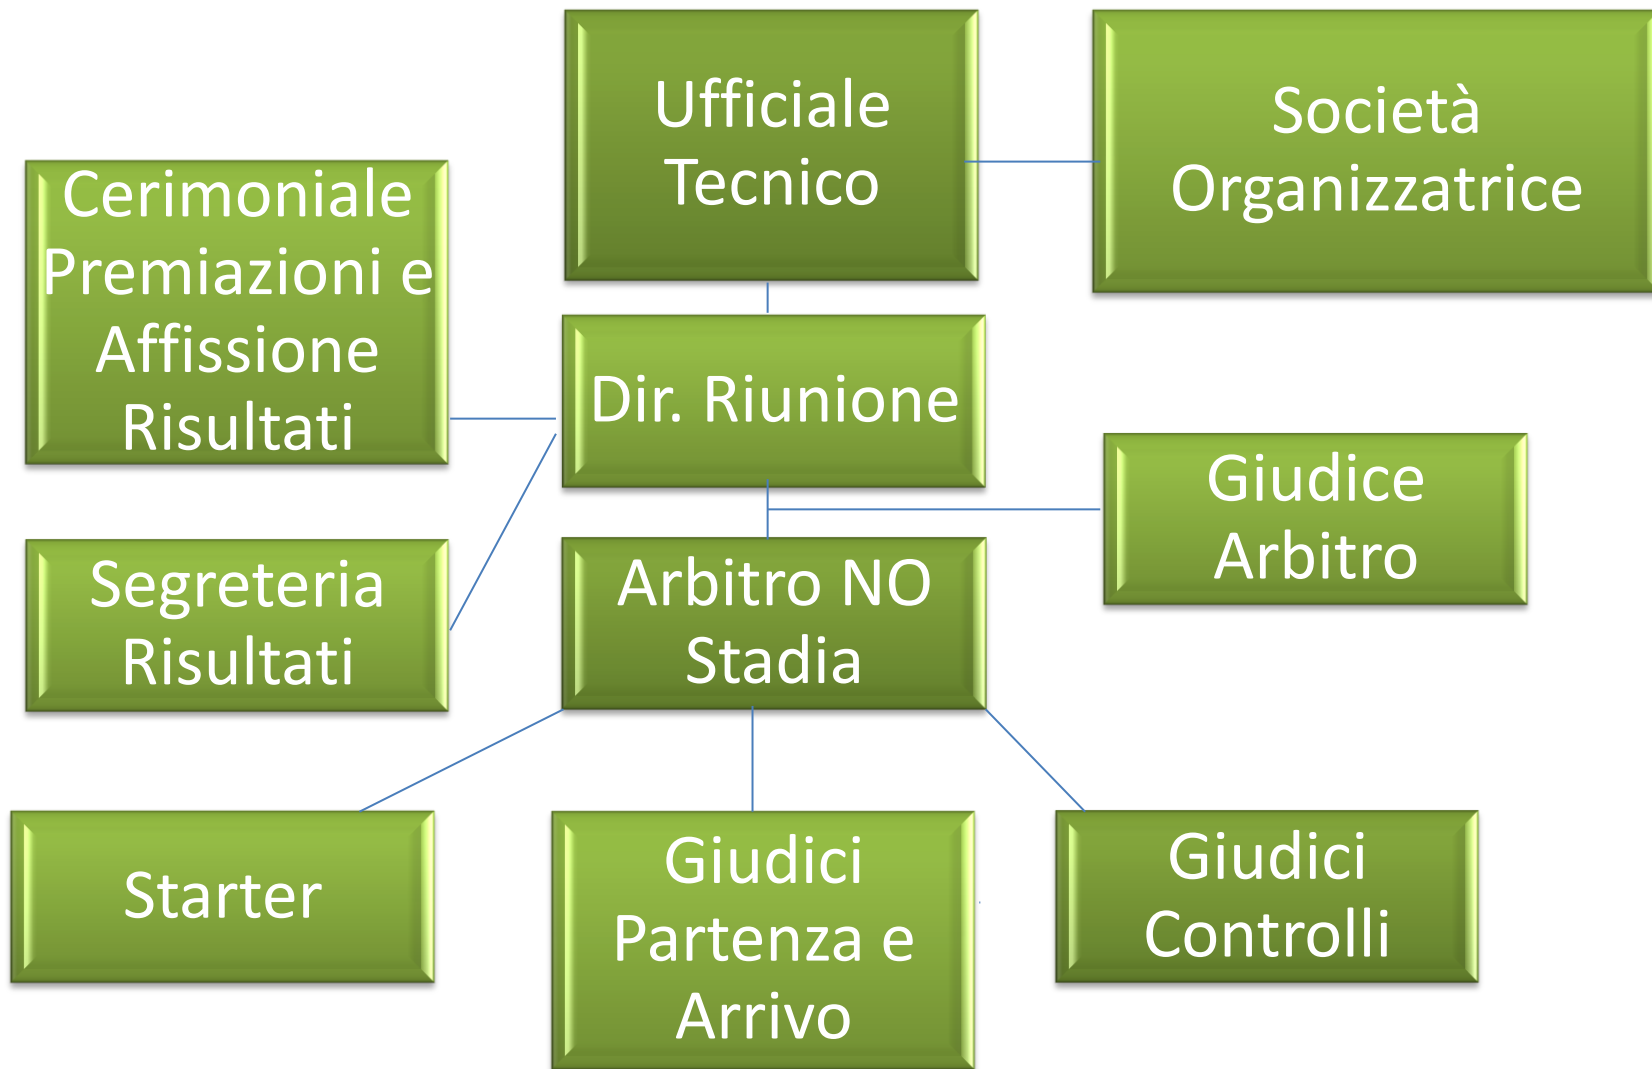 Ufficiale
Tecnico
Società
Organizzatrice
Cerimoniale
Premiazioni e
Affissione
Risultati
Dir. Riunione
Giudice
Arbitro
Segreteria
Risultati
Arbitro NO
Stadia
Starter
Giudici
Partenza e
Arrivo
Giudici
Controlli